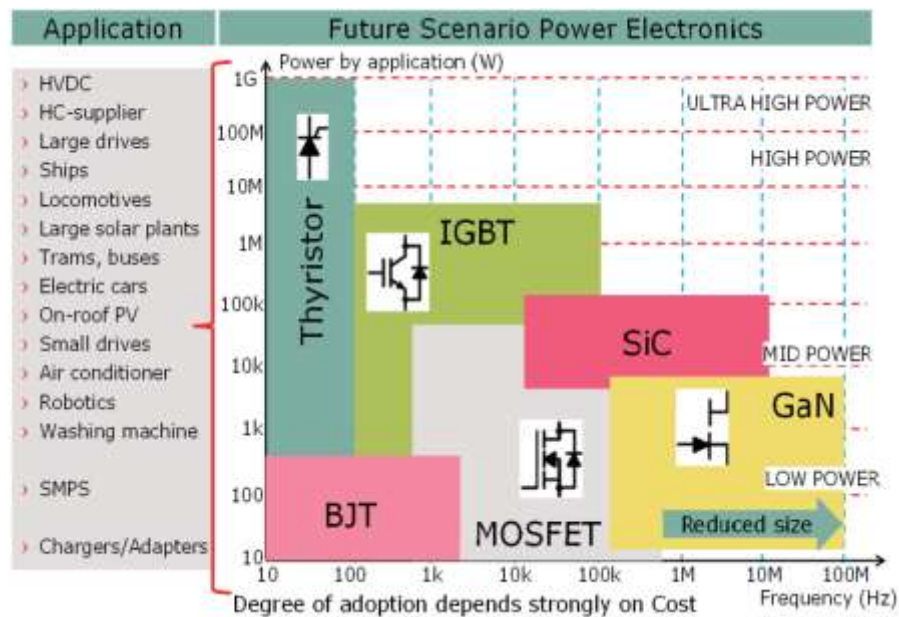 Application
Future Scenario Power Electronics
› HVDC
› HC-supplier
› Large drives
› Ships
› Locomotives
› Large solar plants
› Trams, buses
› Electric cars
› On-roof PV
› Small drives
› Air conditioner
› Robotics
› Washing machine
› SMPS
› Chargers/Adapters
Power by application (W)
1G
100M
10M
1M
100k
10k
1k
100
10
ULTRA HIGH POWER
HIGH POWER
MID POWER
LOW POWER
Thyristor
IGBT
SiC
GaN
BJT
MOSFET
Reduced size
10 100 1k 10k 100k 1M 10M 100M
Frequency (Hz)
Degree of adoption depends strongly on Cost